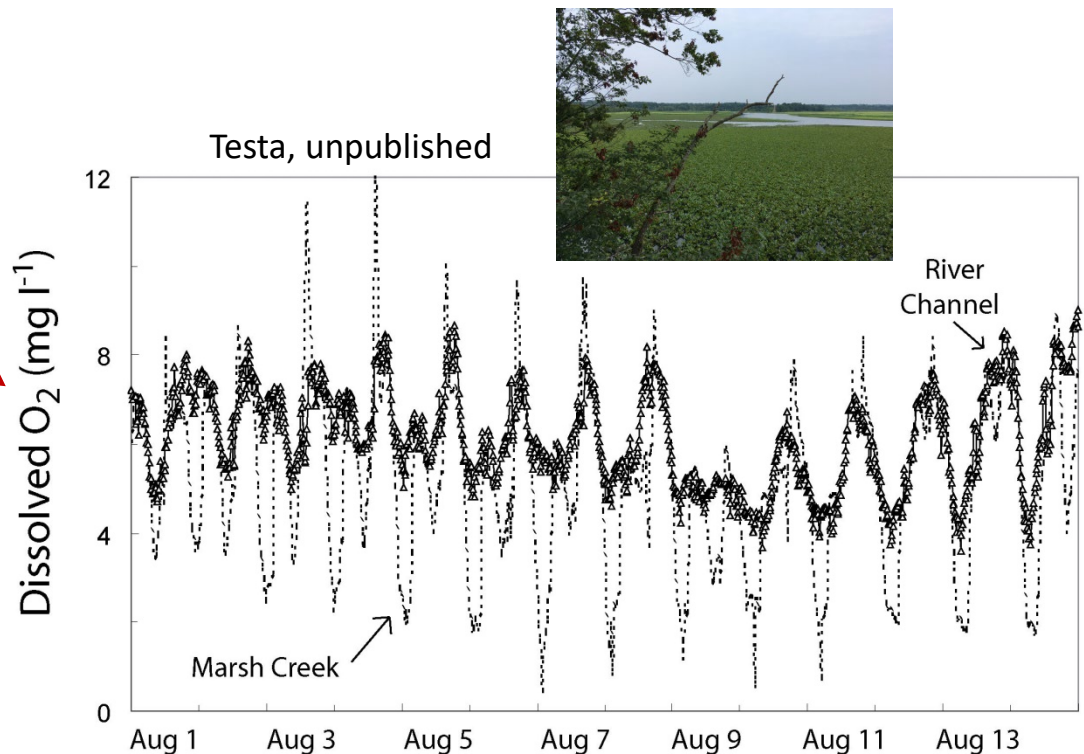 Testa, unpublished
12
8
4
0
Dissolved O2 (mg l-1)
River
Channel
Marsh Creek
Aug 1
Aug 3
Aug 5
Aug 7
Aug 9
Aug 11
Aug 13